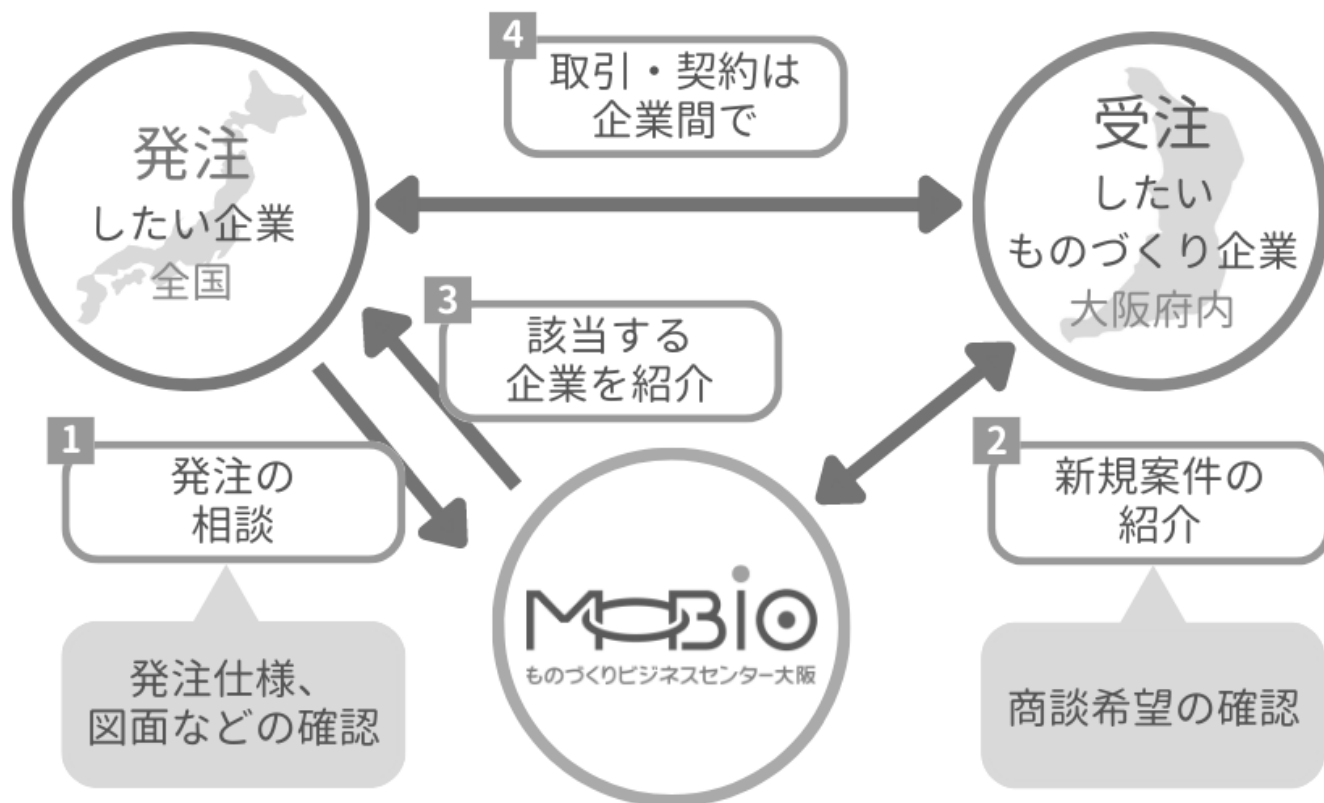 4
取引・契約は
企業間で
発注
したい企業
全国
受注
したい
ものづくり企業
大阪府内
3
該当する
企業を紹介
1
発注の
相談
2
新規案件の
紹介
MOBIO
ものづくりビジネスセンター大阪
発注仕様、
図面などの確認
商談希望の確認